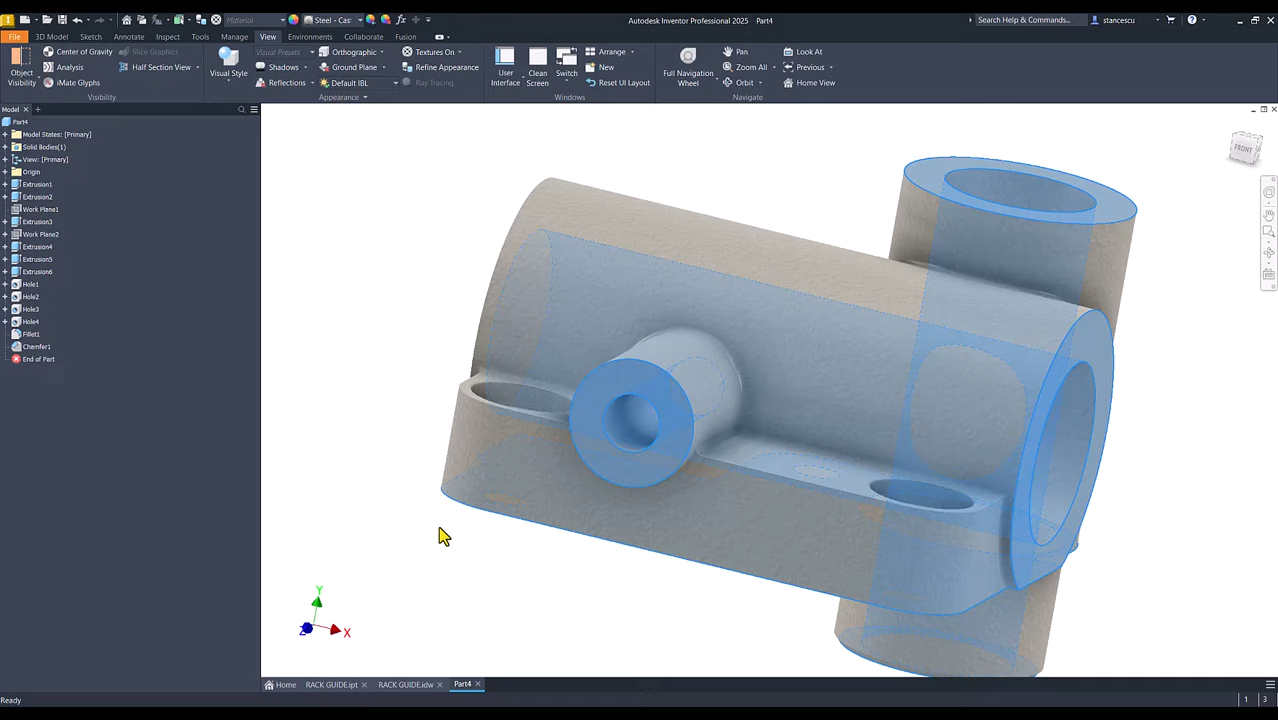 Material
Steel - Cas
fx
Autodesk Inventor Professional 2025 Part4
Search Help & Commands...
stancescu
File 3D Model Sketch Annotate Inspect Tools Manage View Environments Collaborate Fusion
Object Visibility
Center of Gravity
Analysis
iMate Glyphs
Slice Graphics
Half Section View
Visibility
Visual Style
Visual Presets
Shadows
Reflections
Orthographic
Ground Plane
Default IBL
Textures On
Refine Appearance
Ray Tracing
Appearance
User Interface
Clean Screen
Switch
Arrange
New
Reset UI Layout
Windows
Full Navigation Wheel
Pan
Zoom All
Orbit
Look At
Previous
Home View
Navigate
Model
Part4
Model States: [Primary]
Solid Bodies(1)
View: [Primary]
Origin
Extrusion1
Extrusion2
Work Plane1
Extrusion3
Work Plane2
Extrusion4
Extrusion5
Extrusion6
Hole1
Hole2
Hole3
Hole4
Fillet1
Chamfer1
End of Part
FRONT
Y
Z
X
Home RACK GUIDE.ipt RACK GUIDE.idw Part4
Ready
1 3